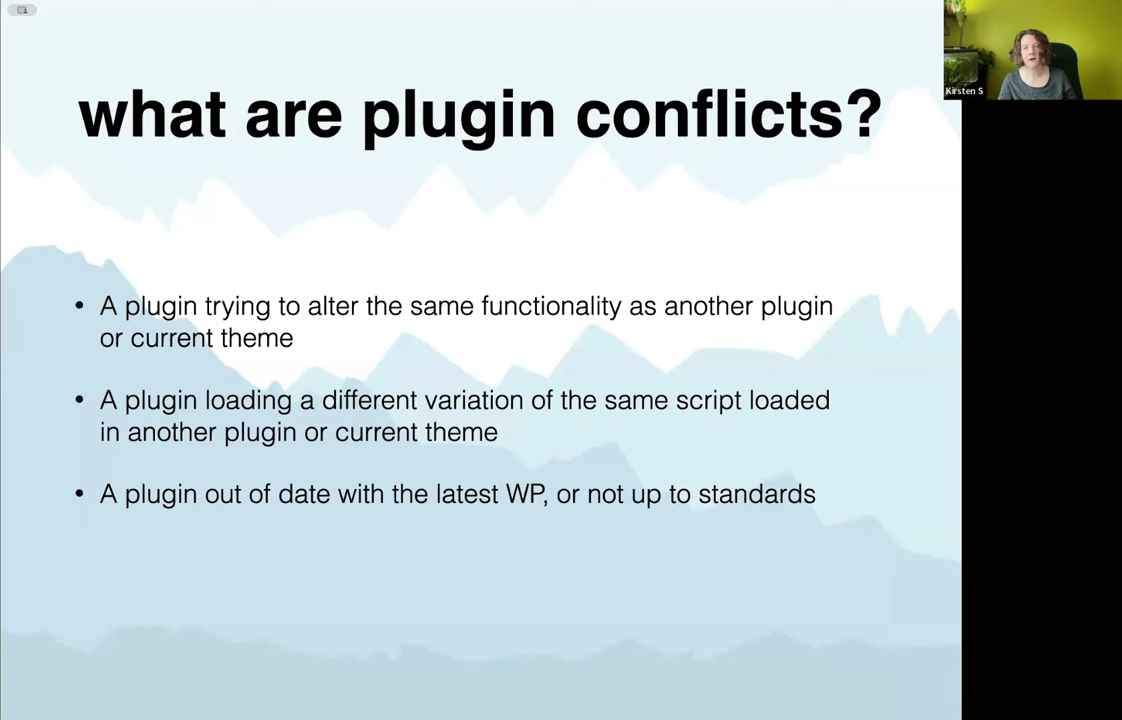 what are plugin conflicts?
Kirsten S
• A plugin trying to alter the same functionality as another plugin
or current theme
• A plugin loading a different variation of the same script loaded
in another plugin or current theme
• A plugin out of date with the latest WP, or not up to standards